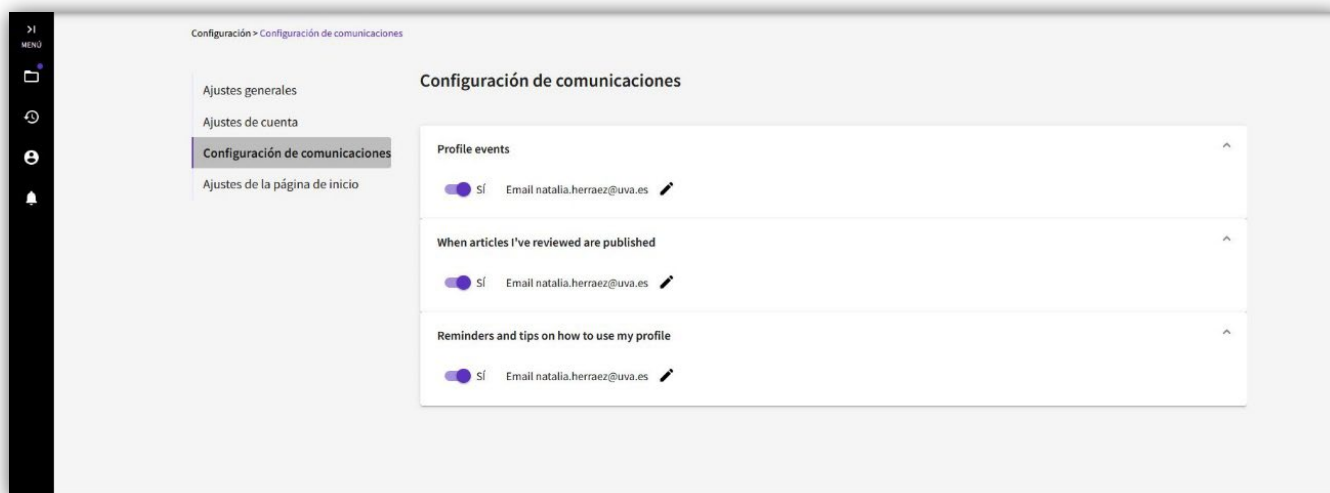 MENÚ
Configuración > Configuración de comunicaciones
Ajustes generales
Ajustes de cuenta
Configuración de comunicaciones
Ajustes de la página de inicio
Configuración de comunicaciones
Profile events
SÍ Email natalia.herraez@uva.es
When articles I've reviewed are published
SÍ Email natalia.herraez@uva.es
Reminders and tips on how to use my profile
SÍ Email natalia.herraez@uva.es